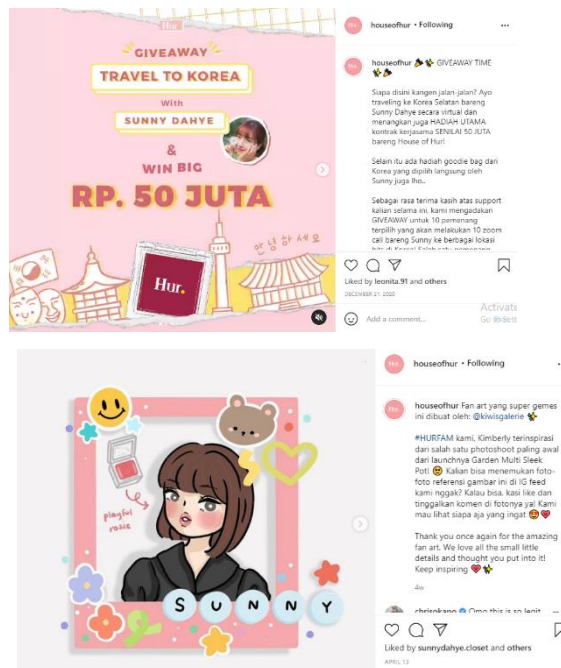 Hur.
GIVEAWAY
TRAVEL TO KOREA
With
SUNNY DAHYE
&
WIN BIG
RP. 50 JUTA
안녕하세요
Hur.
houseofhur • Following
houseofhur 🎉✨ GIVEAWAY TIME
✨🎉
Siapa disini kangen jalan-jalan? Ayo
traveling ke Korea Selatan bareng
Sunny Dahye secara virtual dan
menangkan juga HADIAH UTAMA
kontrak kerjasama SENILAI 50 JUTA
bareng House of Hur!
Selain itu ada hadiah goodie bag dari
Korea yang dipilih langsung oleh
Sunny juga lho..
Sebagai rasa terima kasih atas support
kalian selama ini, kami mengadakan
GIVEAWAY untuk 10 pemenang
terpilih yang akan melakukan 10 zoom
call bareng Sunny ke berbagai lokasi
Liked by leonita.91 and others
DECEMBER 21, 2020
Add a comment...
Activate
playful
rosie
SUNNY
houseofhur • Following
houseofhur Fan art yang super gemes
ini dibuat oleh: @kiwisgalerie ✨
#HURFAM kami, Kimberly terinspirasi
dari salah satu photoshoot paling awal
dari launchnya Garden Multi Sleek
Pot! 🥺 Kalian bisa menemukan foto-
foto referensi gambar ini di IG feed
kami nggak? Kalau bisa, kasi like dan
tinggalkan komen di fotonya ya! Kami
mau lihat siapa aja yang ingat 😍❤️
Thank you once again for the amazing
fan art. We love all the small little
details and thought you put into it!
Keep inspiring ❤️✨
4w
chrisokano Omg this is so legit
Liked by sunnydahye.closet and others
APRIL 13